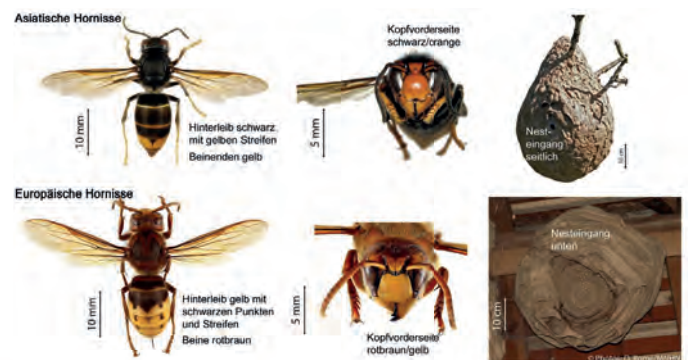 Asiatische Hornisse
Kopfvorderseite
schwarz/orange
10 mm
Hinterleib schwarz
mit gelben Streifen
Beinenden gelb
5 mm
Nest-
eingang
seitlich
10 cm
Europäische Hornisse
10 mm
Hinterleib gelb mit
schwarzen Punkten
und Streifen
Beine rotbraun
5 mm
Kopfvorderseite
rotbraun/gelb
Nesteingang
unten
10 cm